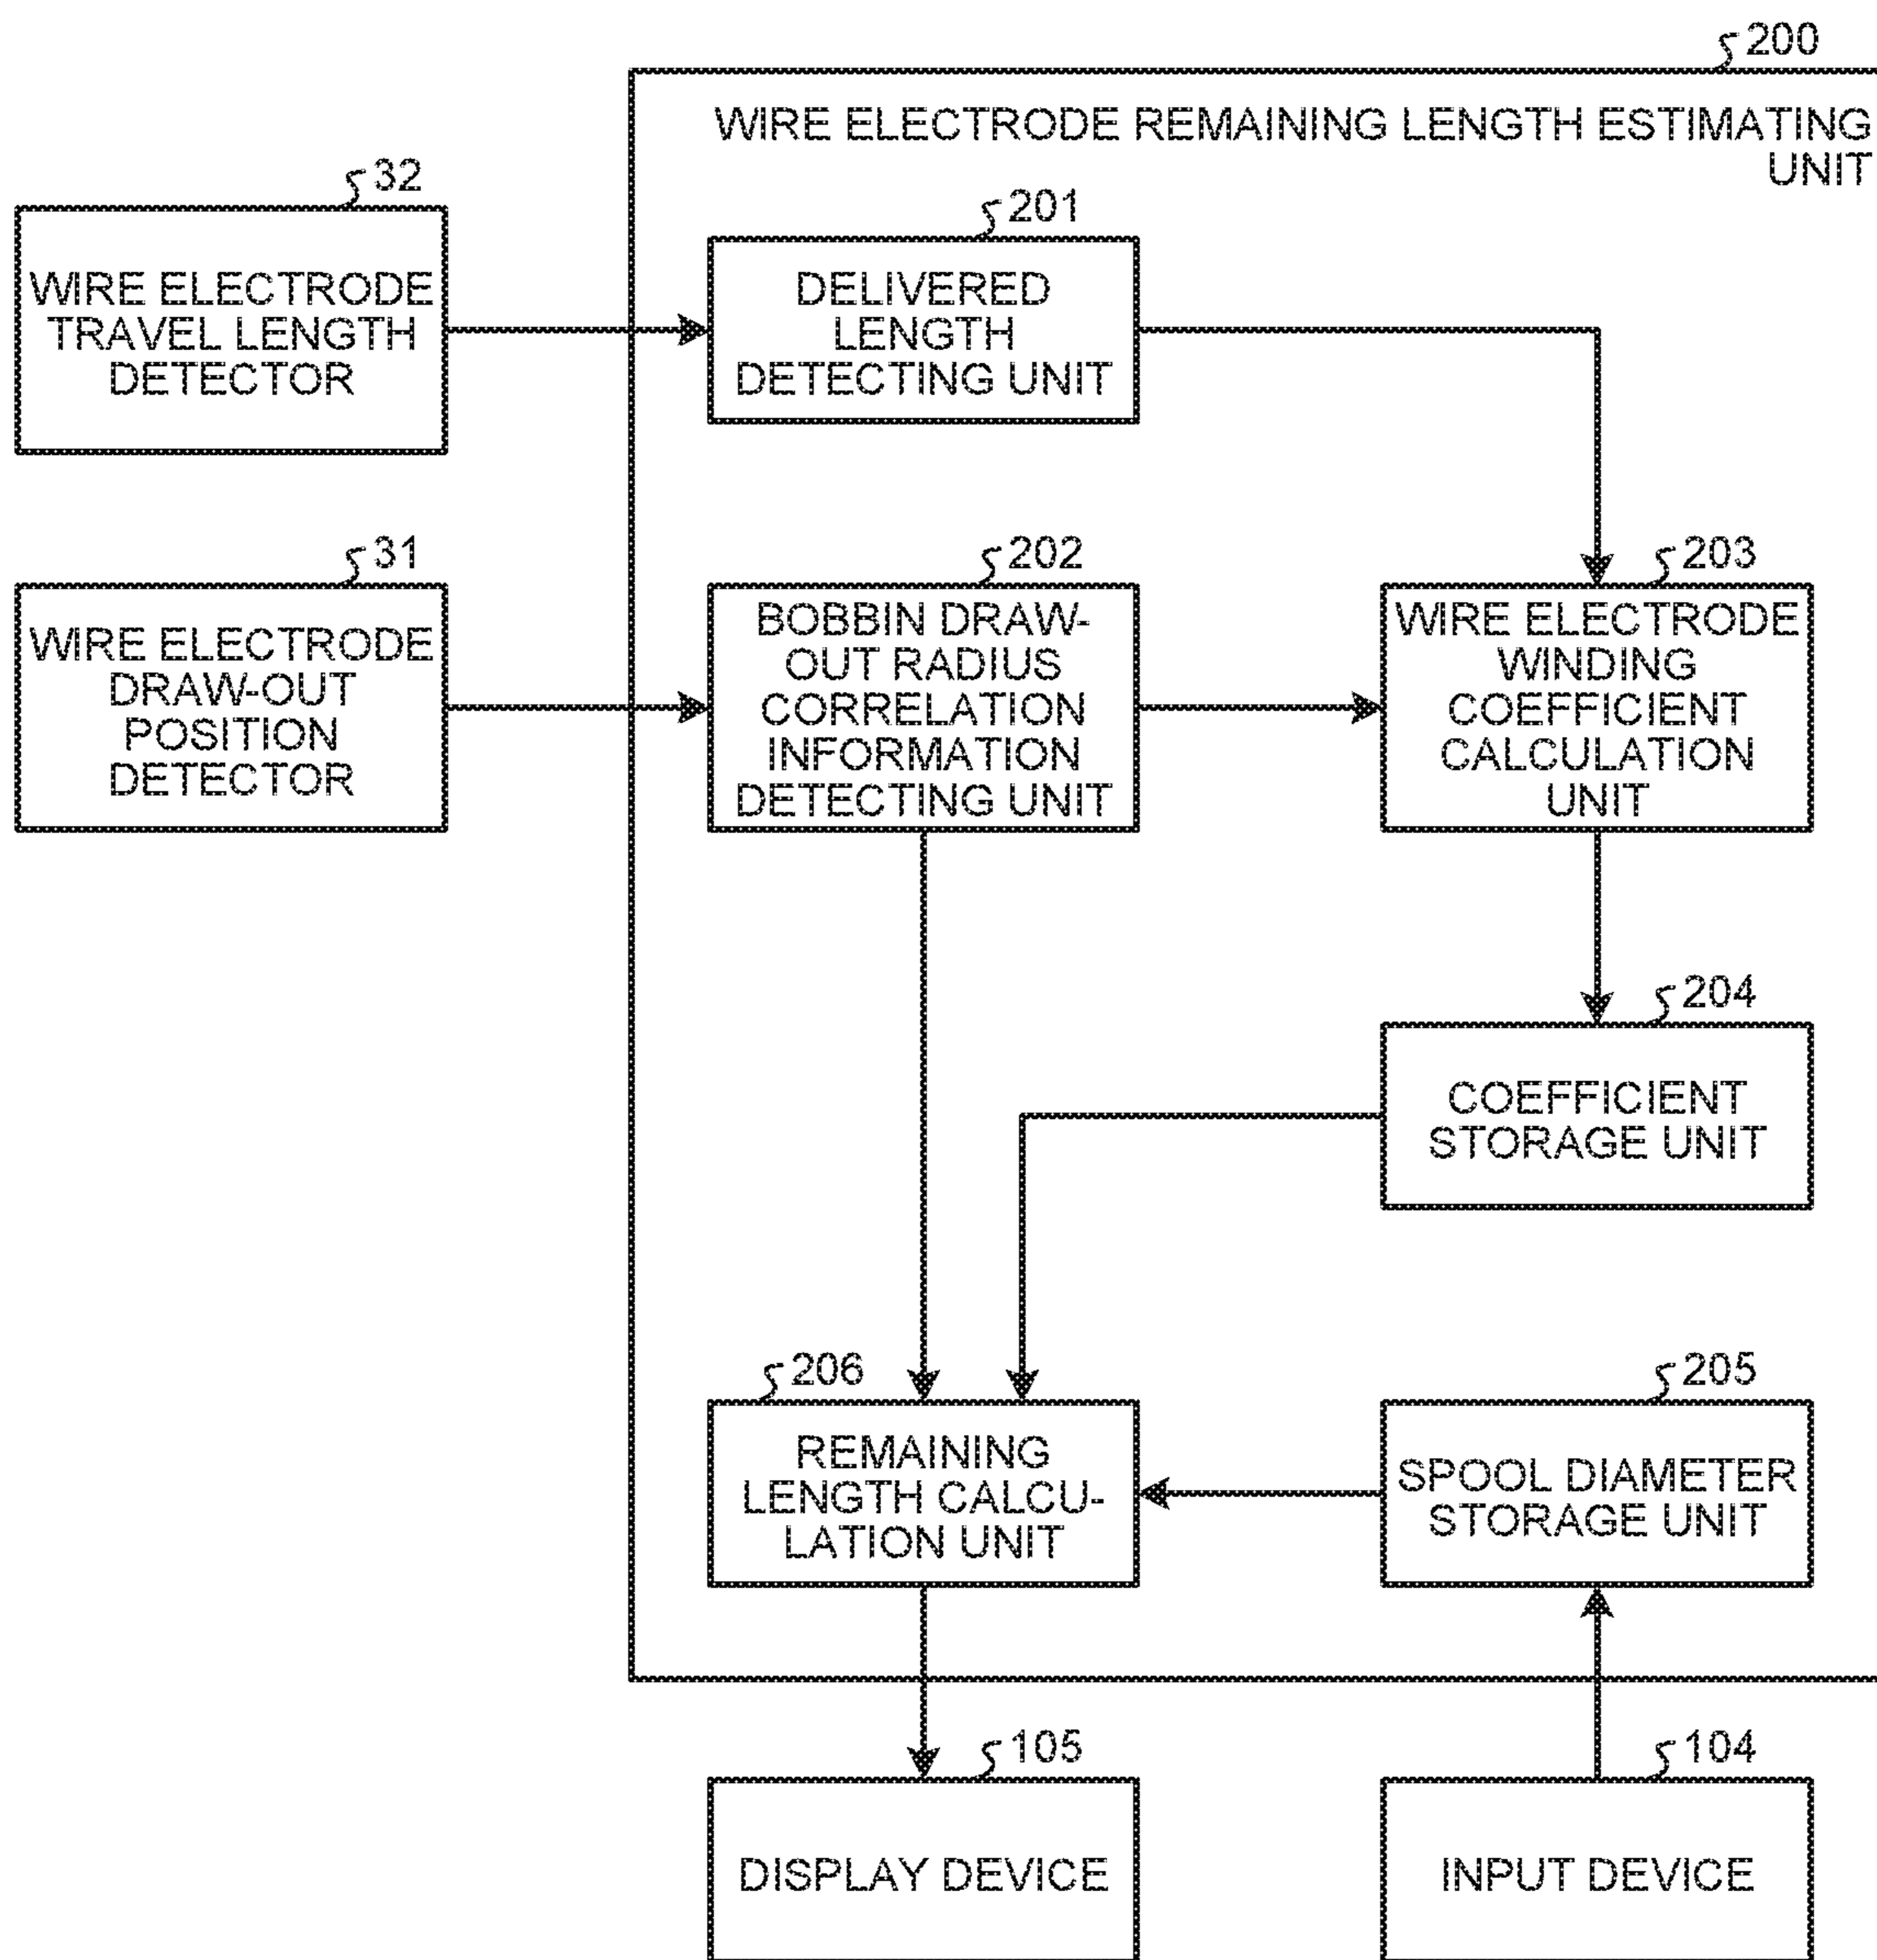 200
WIRE ELECTRODE REMAINING LENGTH ESTIMATING
UNIT
32
WIRE ELECTRODE
TRAVEL LENGTH
DETECTOR
201
DELIVERED
LENGTH
DETECTING UNIT
31
WIRE ELECTRODE
DRAW-OUT
POSITION
DETECTOR
202
BOBBIN DRAW-
OUT RADIUS
CORRELATION
INFORMATION
DETECTING UNIT
203
WIRE ELECTRODE
WINDING
COEFFICIENT
CALCULATION
UNIT
204
COEFFICIENT
STORAGE UNIT
206
REMAINING
LENGTH CALCU-
LATION UNIT
205
SPOOL DIAMETER
STORAGE UNIT
105
DISPLAY DEVICE
104
INPUT DEVICE